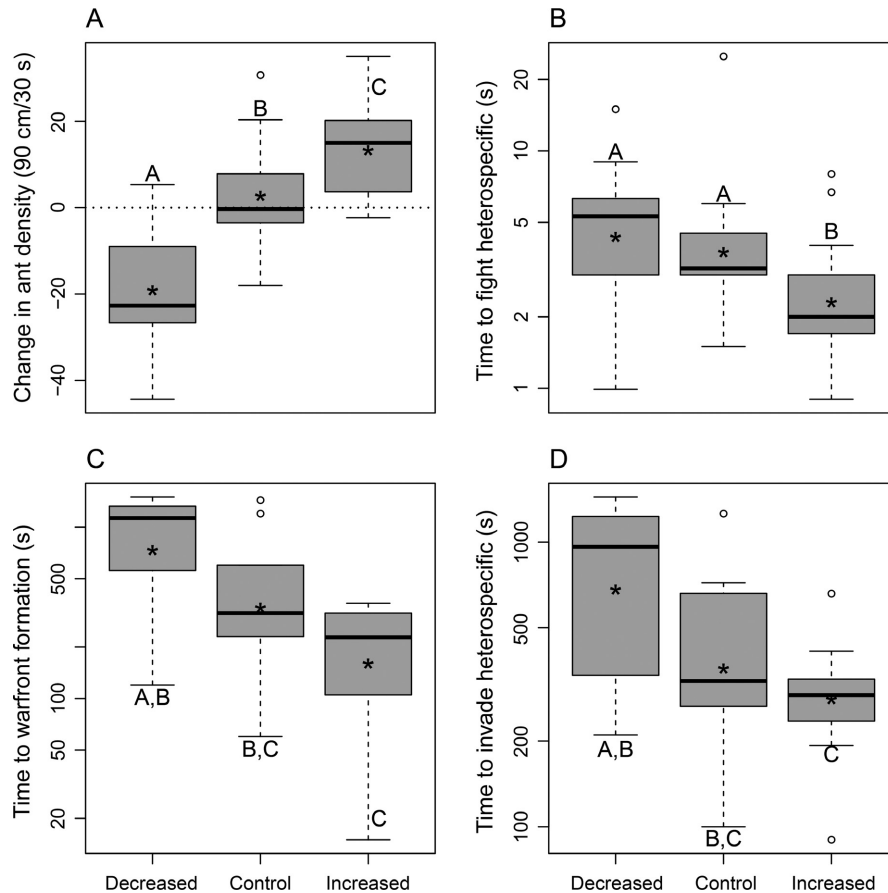 A
Change in ant density (90 cm/30 s)
20
0
−20
−40
A
B
C
*
*
*
B
Time to fight heterospecific (s)
20
10
5
2
1
A
A
B
*
*
*
C
Time to warfront formation (s)
500
100
50
20
A,B
B,C
C
*
*
*
Decreased Control Increased
D
Time to invade heterospecific (s)
1000
500
200
100
A,B
B,C
C
*
*
*
Decreased Control Increased